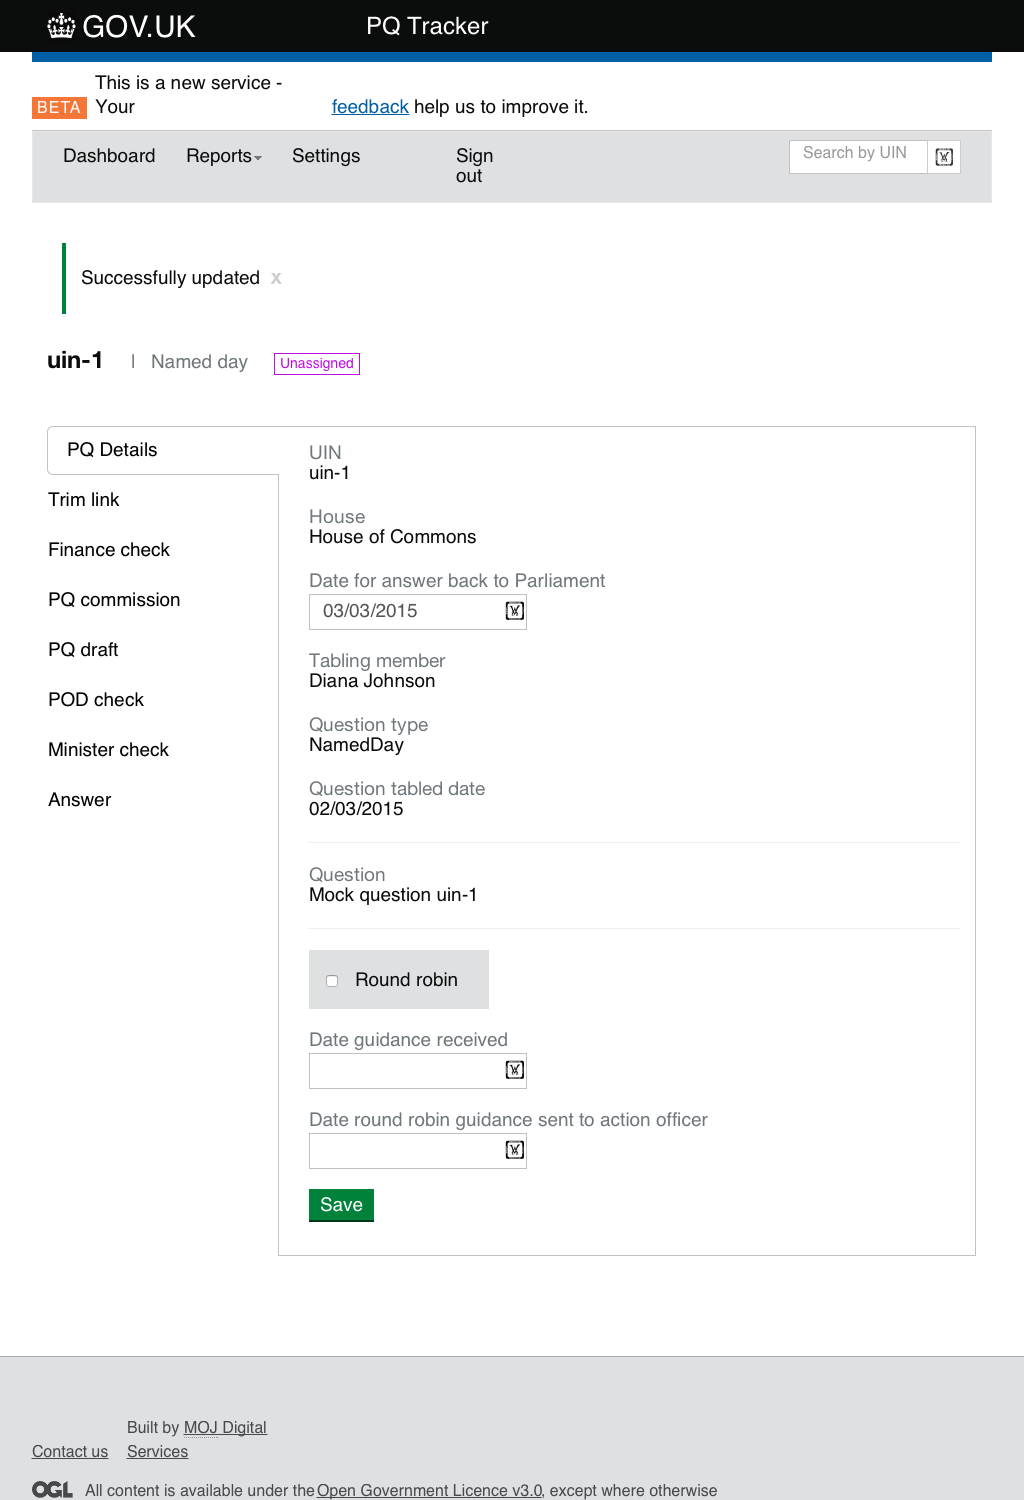 GOV.UK PQ Tracker
This is a new service -
BETA Your feedback help us to improve it.
Dashboard Reports Settings Sign out Search by UIN
Successfully updated x
uin-1 | Named day Unassigned
PQ Details
Trim link
Finance check
PQ commission
PQ draft
POD check
Minister check
Answer
UIN
uin-1
House
House of Commons
Date for answer back to Parliament
03/03/2015
Tabling member
Diana Johnson
Question type
NamedDay
Question tabled date
02/03/2015
Question
Mock question uin-1
Round robin
Date guidance received
Date round robin guidance sent to action officer
Save
Built by MOJ Digital
Contact us Services
OGL All content is available under the Open Government Licence v3.0, except where otherwise